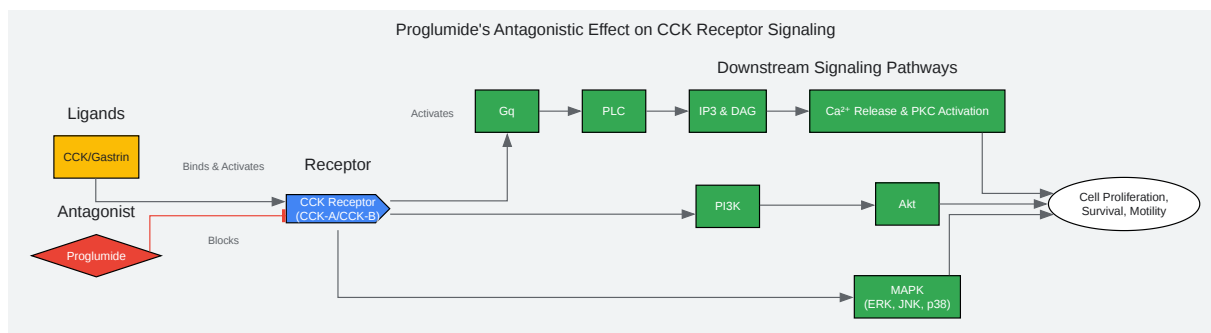 Proglumide's Antagonistic Effect on CCK Receptor Signaling
Downstream Signaling Pathways
Ligands
Activates
Gq
PLC
IP3 & DAG
Ca²⁺ Release & PKC Activation
CCK/Gastrin
Binds & Activates
Receptor
CCK Receptor
(CCK-A/CCK-B)
Antagonist
Blocks
Proglumide
PI3K
Akt
Cell Proliferation,
Survival, Motility
MAPK
(ERK, JNK, p38)